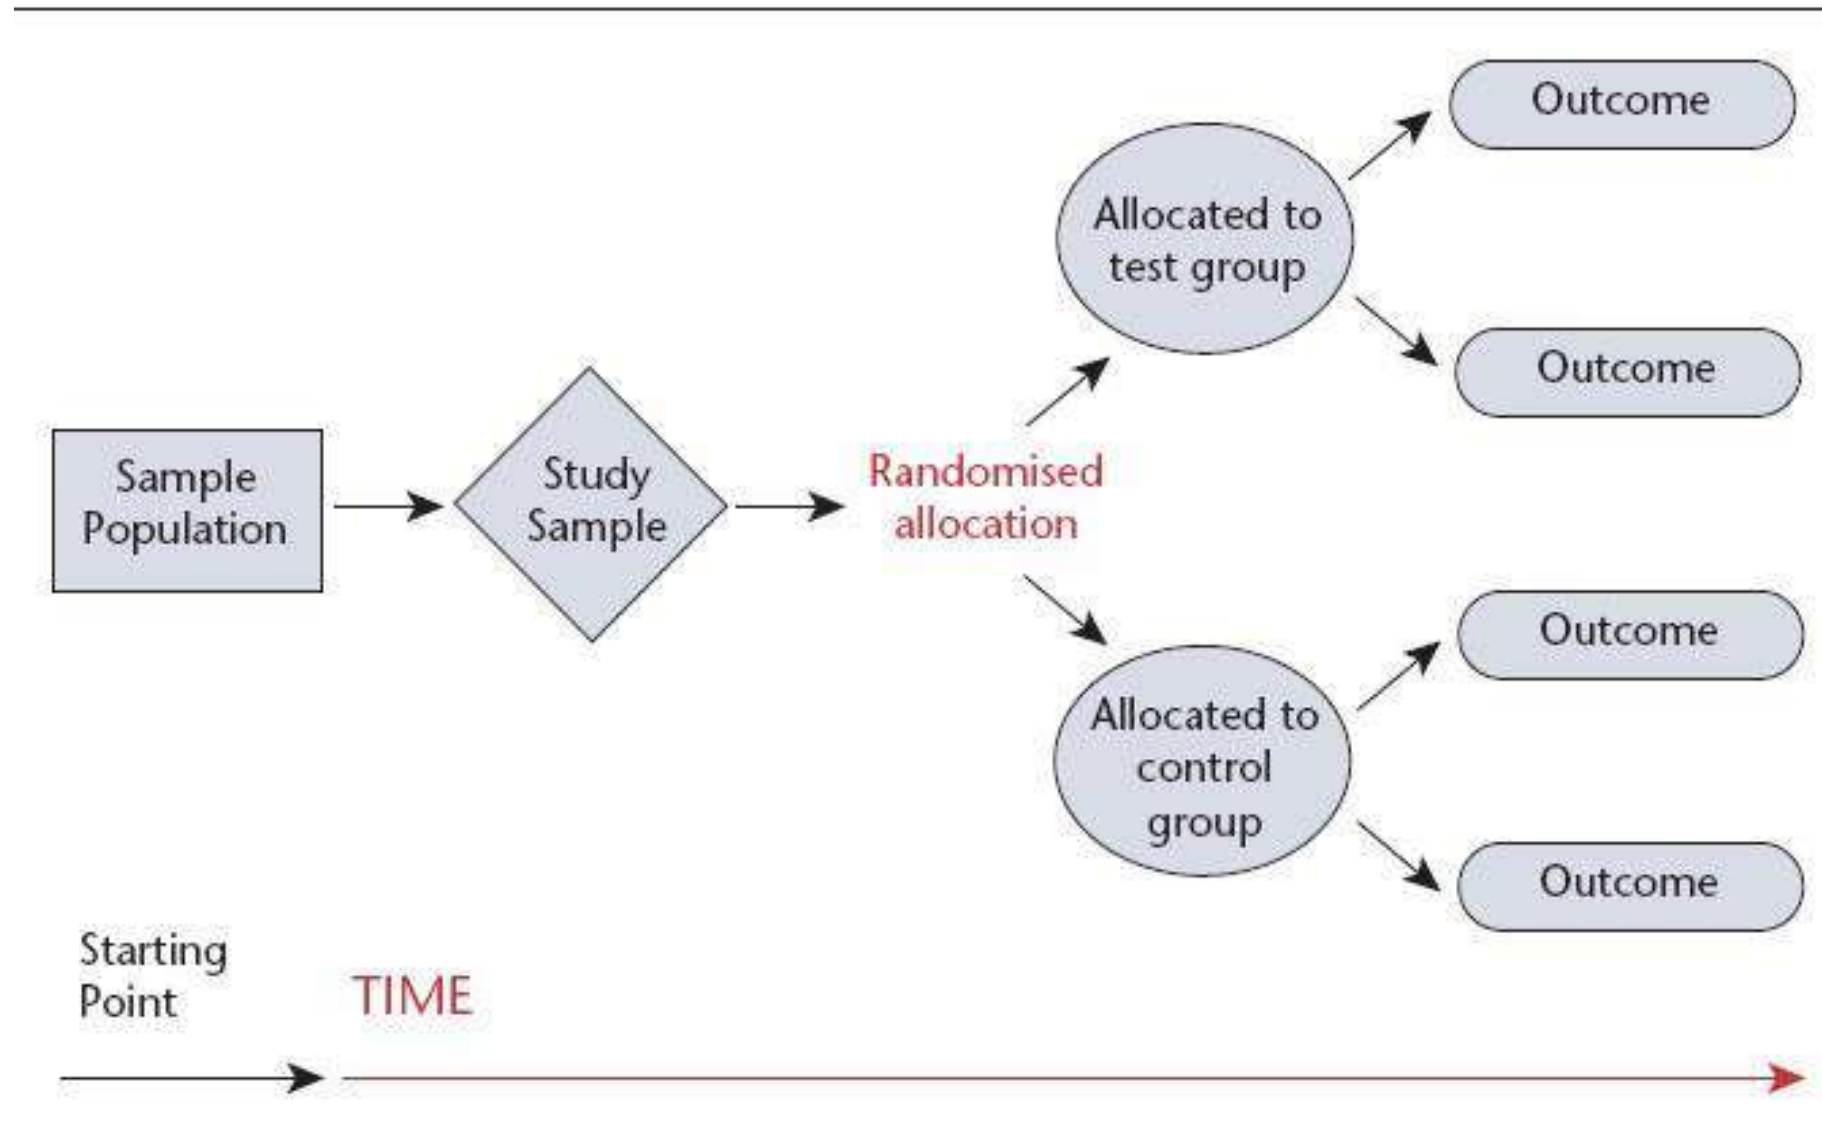 Sample
Population
Study
Sample
Randomised
allocation
Allocated to
test group
Outcome
Outcome
Allocated to
control
group
Outcome
Outcome
Starting
Point
TIME